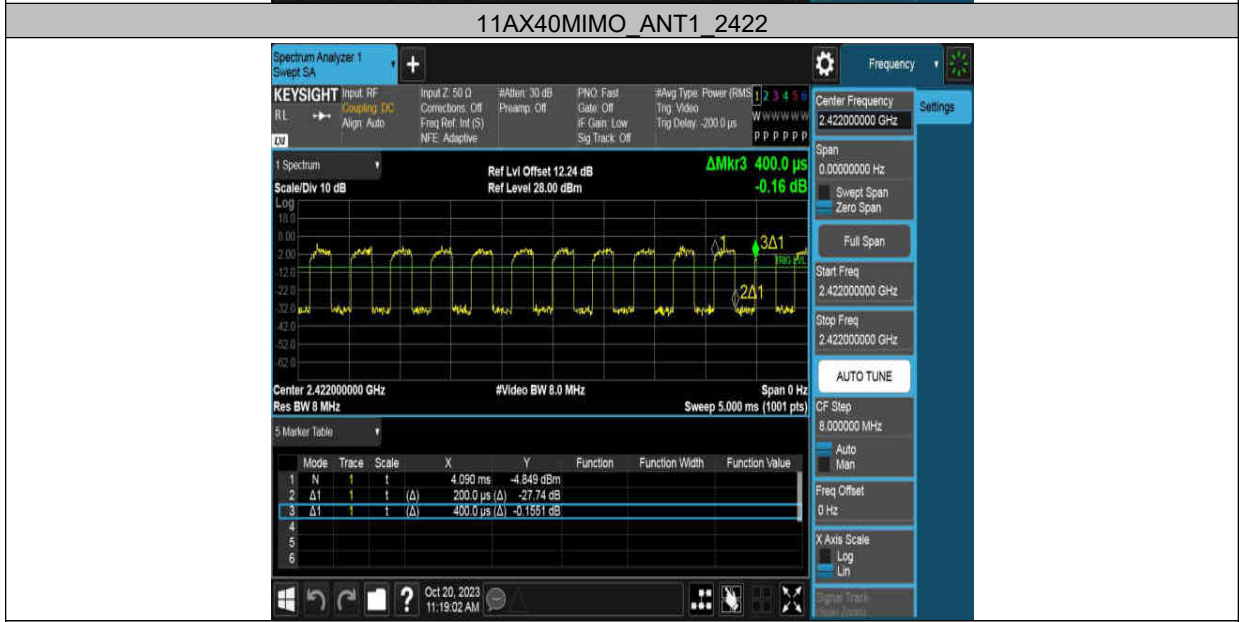 11AX40MIMO_ANT1_2422
Spectrum Analyzer 1
Swept SA
+
Frequency
KEYSIGHT
RL
LXI
Input: RF
Coupling: DC
Align: Auto
Input Z: 50 Ω
Corrections: Off
Freq Ref: Int (S)
NFE: Adaptive
#Atten: 30 dB
Preamp: Off
PNO: Fast
Gate: Off
IF Gain: Low
Sig Track: Off
#Avg Type: Power (RMS
Trig: Video
Trig Delay: -200.0 µs
1 2 3 4 5 6
W W W W W W
P P P P P P
Center Frequency
2.422000000 GHz
Settings
1 Spectrum
Scale/Div 10 dB
Ref Lvl Offset 12.24 dB
Ref Level 28.00 dBm
ΔMkr3 400.0 µs
-0.16 dB
Span
0.00000000 Hz
Swept Span
Zero Span
Log
18.0
8.00
-2.00
-12.0
-22.0
-32.0
-42.0
-52.0
-62.0
1
3Δ1
2Δ1
TRIG LVL
Full Span
Start Freq
2.422000000 GHz
Stop Freq
2.422000000 GHz
AUTO TUNE
Center 2.422000000 GHz
Res BW 8 MHz
#Video BW 8.0 MHz
Span 0 Hz
Sweep 5.000 ms (1001 pts)
CF Step
8.000000 MHz
Auto
Man
5 Marker Table
Mode Trace Scale X Y Function Function Width Function Value
1 N 1 t 4.090 ms -4.849 dBm
2 Δ1 1 t (Δ) 200.0 µs (Δ) -27.74 dB
3 Δ1 1 t (Δ) 400.0 µs (Δ) -0.1551 dB
4
5
6
Freq Offset
0 Hz
X Axis Scale
Log
Lin
Signal Track
(Span Zoom)
?
Oct 20, 2023
11:19:02 AM